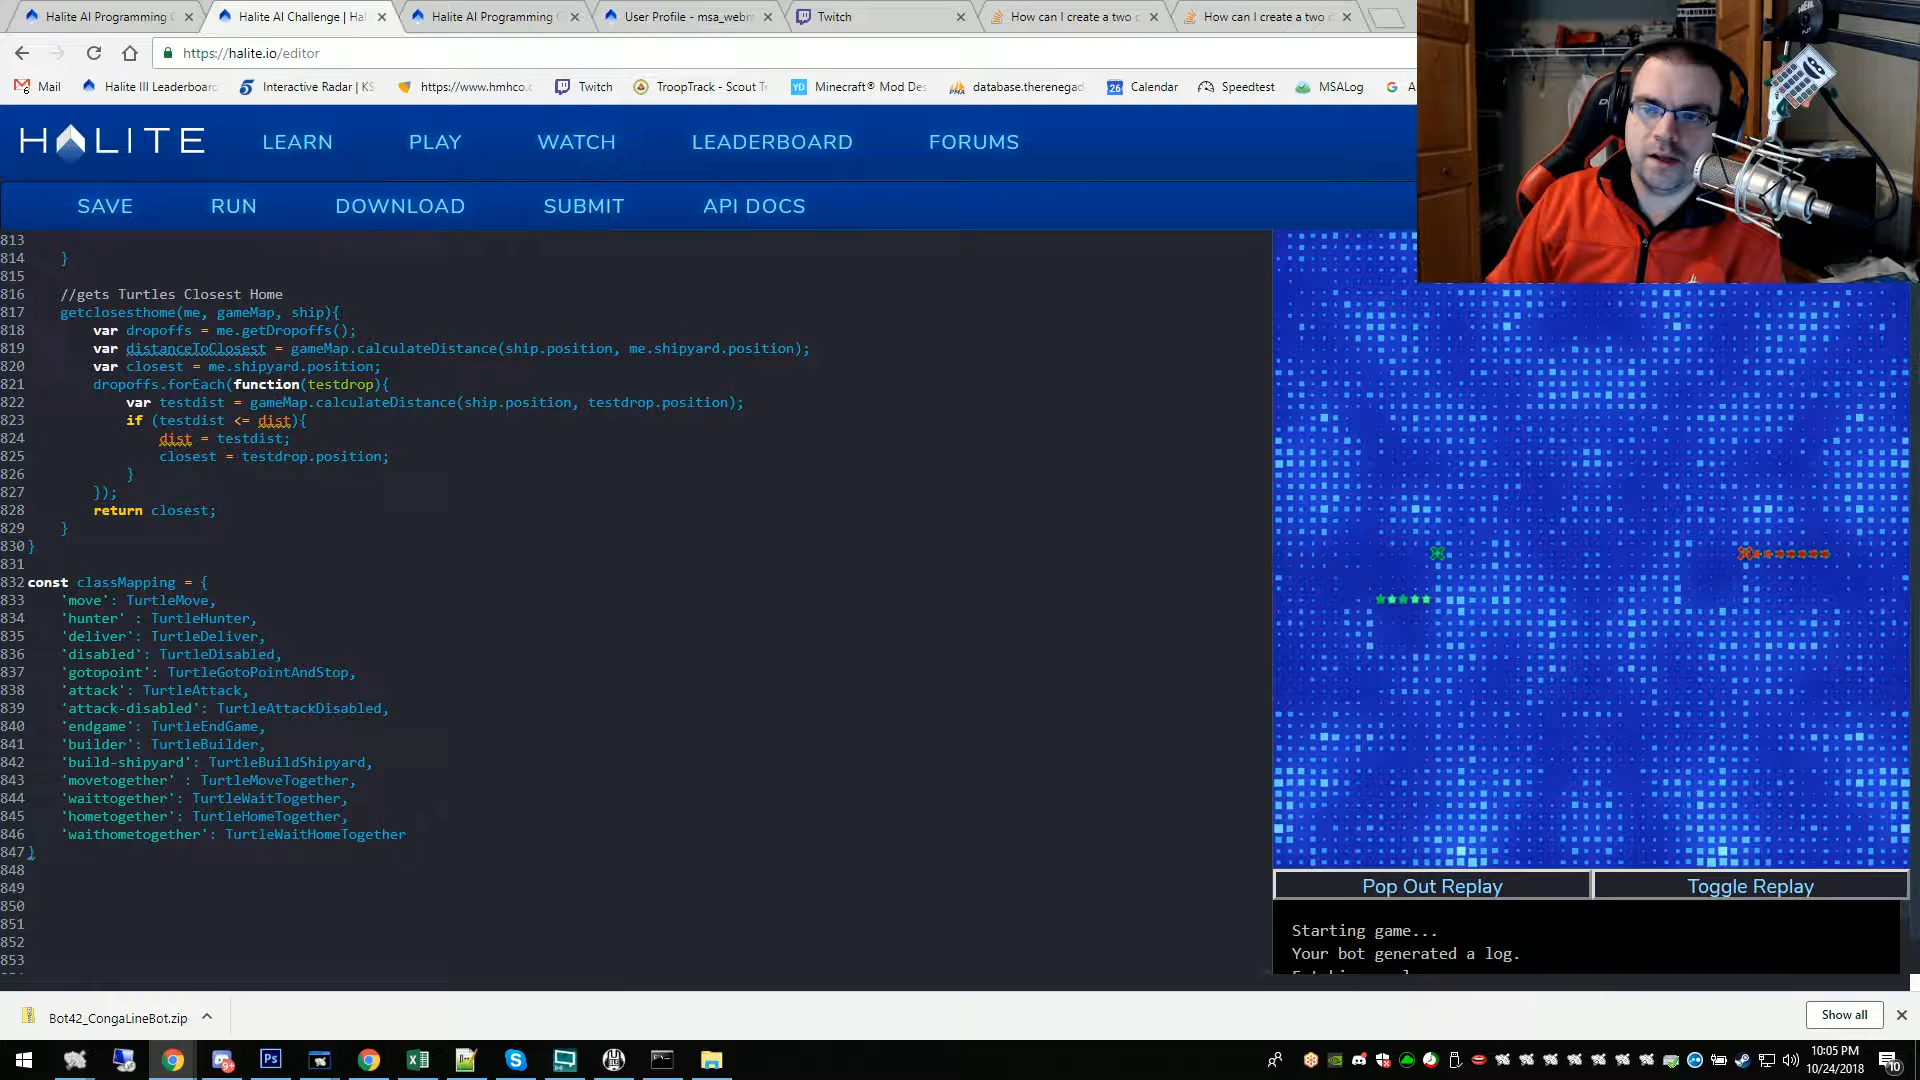 Halite AI Programming C
Halite AI Challenge | Hal
Halite AI Programming C
User Profile - msa_webm
Twitch
How can I create a two d
How can I create a two d
https://halite.io/editor
Mail
Halite III Leaderboar
Interactive Radar | KS
https://www.hmhco.c
Twitch
TroopTrack - Scout T
Minecraft® Mod Des
database.therenegad
Calendar
Speedtest
MSALog
HALITE
LEARN
PLAY
WATCH
LEADERBOARD
FORUMS
SAVE
RUN
DOWNLOAD
SUBMIT
API DOCS
813
814 }
815
816 //gets Turtles Closest Home
817 getclosesthome(me, gameMap, ship){
818 var dropoffs = me.getDropoffs();
819 var distanceToClosest = gameMap.calculateDistance(ship.position, me.shipyard.position);
820 var closest = me.shipyard.position;
821 dropoffs.forEach(function(testdrop){
822 var testdist = gameMap.calculateDistance(ship.position, testdrop.position);
823 if (testdist <= dist){
824 dist = testdist;
825 closest = testdrop.position;
826 }
827 });
828 return closest;
829 }
830 }
831
832 const classMapping = {
833 'move': TurtleMove,
834 'hunter' : TurtleHunter,
835 'deliver': TurtleDeliver,
836 'disabled': TurtleDisabled,
837 'gotopoint': TurtleGotoPointAndStop,
838 'attack': TurtleAttack,
839 'attack-disabled': TurtleAttackDisabled,
840 'endgame': TurtleEndGame,
841 'builder': TurtleBuilder,
842 'build-shipyard': TurtleBuildShipyard,
843 'movetogether' : TurtleMoveTogether,
844 'waittogether': TurtleWaitTogether,
845 'hometogether': TurtleHomeTogether,
846 'waithometogether': TurtleWaitHomeTogether
847 }
848
849
850
851
852
853
Pop Out Replay
Toggle Replay
Starting game...
Your bot generated a log.
Bot42_CongaLineBot.zip
Show all
10:05 PM
10/24/2018